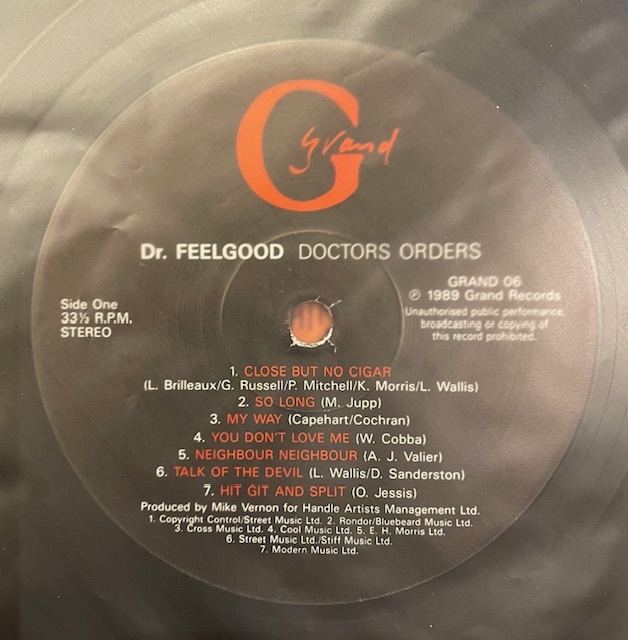 G grand
Dr. FEELGOOD DOCTORS ORDERS
GRAND 06
℗ 1989 Grand Records
Unauthorised public performance,
broadcasting or copying of
this record prohibited.
Side One
33⅓ R.P.M.
STEREO
1. CLOSE BUT NO CIGAR
(L. Brilleaux/G. Russell/P. Mitchell/K. Morris/L. Wallis)
2. SO LONG (M. Jupp)
3. MY WAY (Capehart/Cochran)
4. YOU DON'T LOVE ME (W. Cobba)
5. NEIGHBOUR NEIGHBOUR (A. J. Valier)
6. TALK OF THE DEVIL (L. Wallis/D. Sanderston)
7. HIT GIT AND SPLIT (O. Jessis)
Produced by Mike Vernon for Handle Artists Management Ltd.
1. Copyright Control/Street Music Ltd. 2. Rondor/Bluebeard Music Ltd.
3. Cross Music Ltd. 4. Cool Music Ltd. 5. E. H. Morris Ltd.
6. Street Music Ltd./Stiff Music Ltd.
7. Modern Music Ltd.